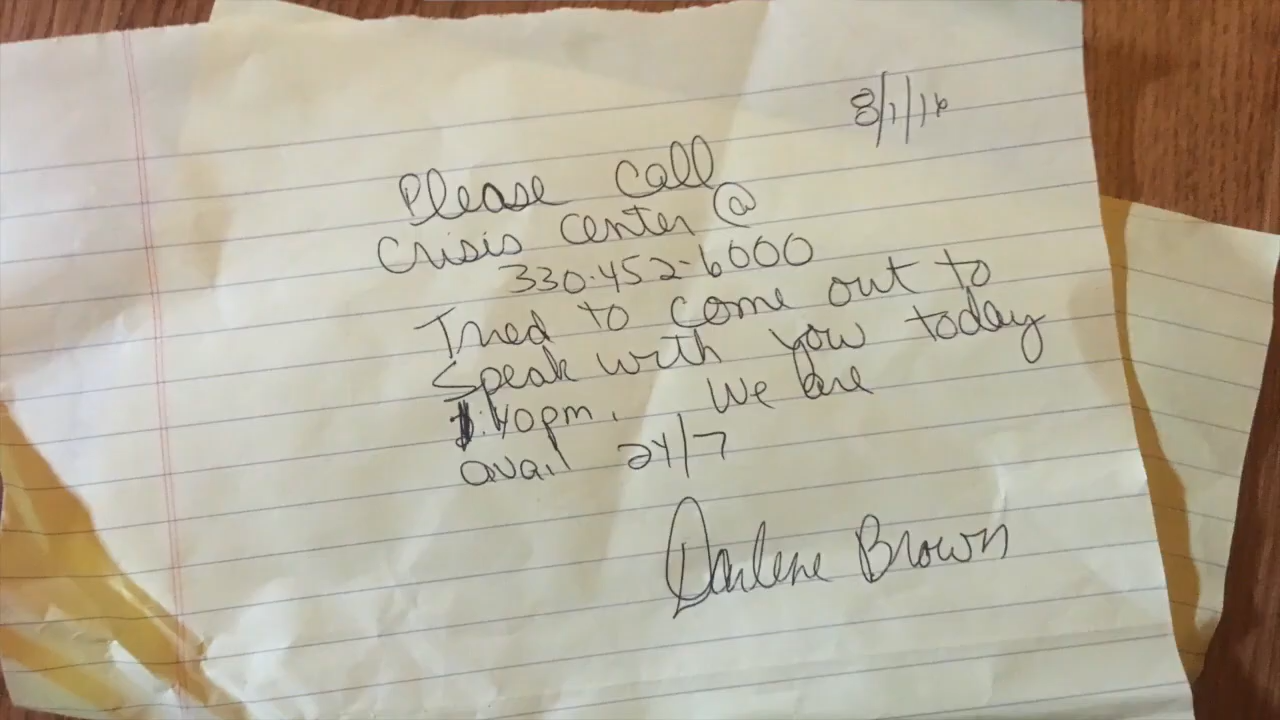 8/1/16
Please call
Crisis Center @
330-452-6000
Tried to come out to
speak with you today
:40pm. We are
avail 24/7
Darlene Brown